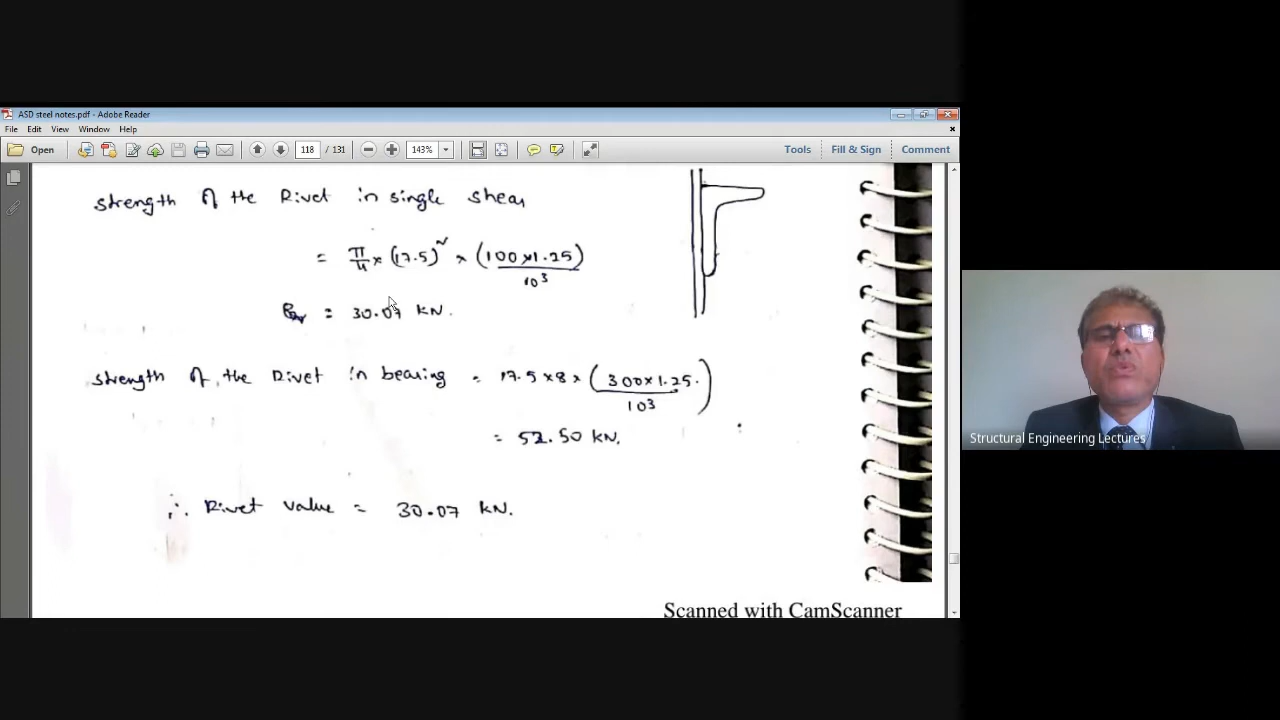 ASD steel notes.pdf - Adobe Reader
File Edit View Window Help
Open 118 / 131 143% Tools Fill & Sign Comment
strength of the Rivet in single shear
= π/4 × (17.5)² × (100×1.25)/10³
= 30.07 KN.
strength of the Rivet in bearing = 17.5×8× (300×1.25.)/10³
= 52.50 KN.
∴ Rivet value = 30.07 KN.
Scanned with CamScanner
Structural Engineering Lectures